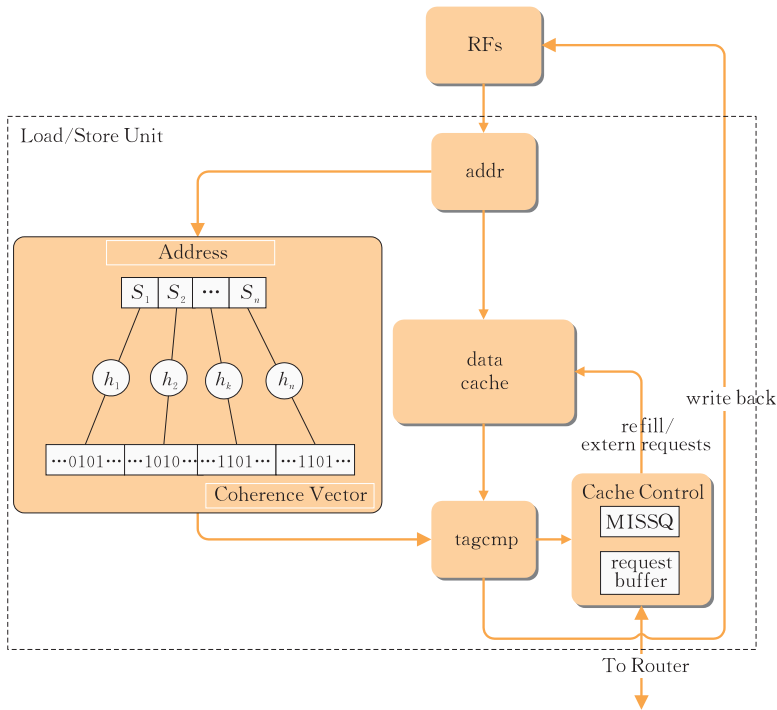 RFs
Load/Store Unit
addr
Address
S1 S2 ··· Sn
h1 h2 hk hn
···0101··· ···1010··· ···1101··· ···1101···
Coherence Vector
data
cache
write back
refill/
extern requests
tagcmp
Cache Control
MISSQ
request
buffer
To Router